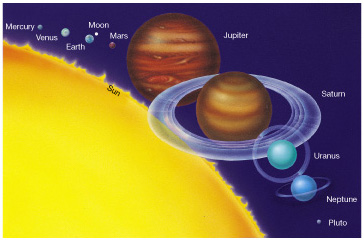 Mercury
Venus
Earth
Moon
Mars
Jupiter
Sun
Saturn
Uranus
Neptune
Pluto